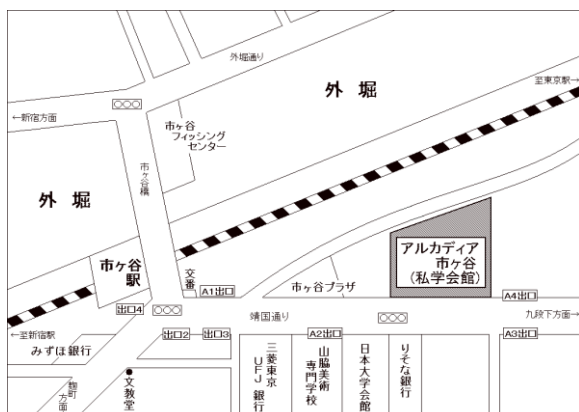 外堀通り
至東京駅→
外 堀
←新宿方面
市ヶ谷
フィッシング
センター
市ヶ谷橋
外 堀
市ヶ谷
駅
交番
A1出口
市ヶ谷プラザ
アルカディア
市ヶ谷
(私学会館)
A4出口
出口4
靖国通り
九段下方面→
←至新宿駅
出口2
出口3
A2出口
A3出口
みずほ銀行
麹町
方面
文教堂
三菱東京
UFJ銀行
山脇美術
専門学校
日本大学会館
りそな銀行